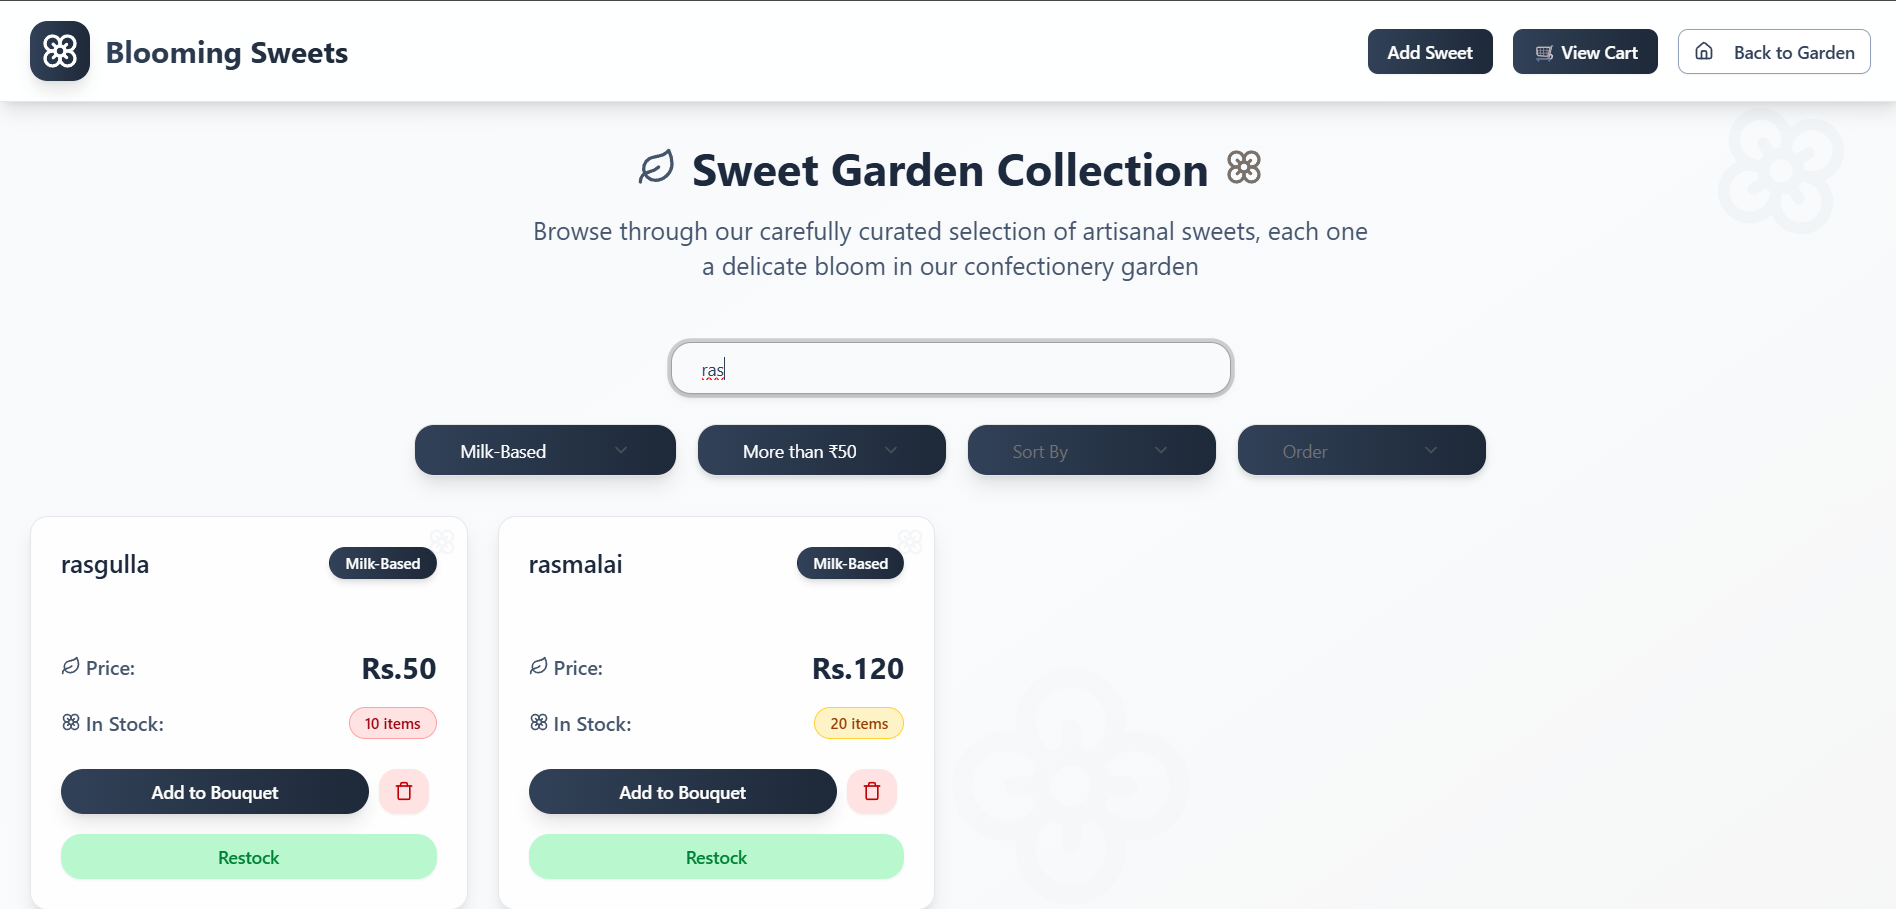 Blooming Sweets
Add Sweet
View Cart
Back to Garden
Sweet Garden Collection
Browse through our carefully curated selection of artisanal sweets, each one
a delicate bloom in our confectionery garden
ras
Milk-Based
More than ₹50
Sort By
Order
rasgulla
Milk-Based
Price:
Rs.50
In Stock:
10 items
Add to Bouquet
Restock
rasmalai
Milk-Based
Price:
Rs.120
In Stock:
20 items
Add to Bouquet
Restock